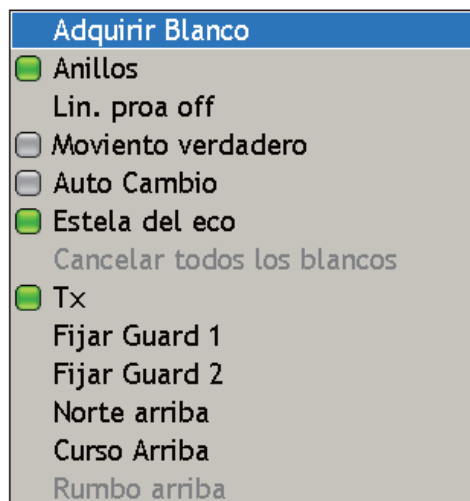 Adquirir Blanco
Anillos
Lin. proa off
Moviento verdadero
Auto Cambio
Estela del eco
Cancelar todos los blancos
Tx
Fijar Guard 1
Fijar Guard 2
Norte arriba
Curso Arriba
Rumbo arriba